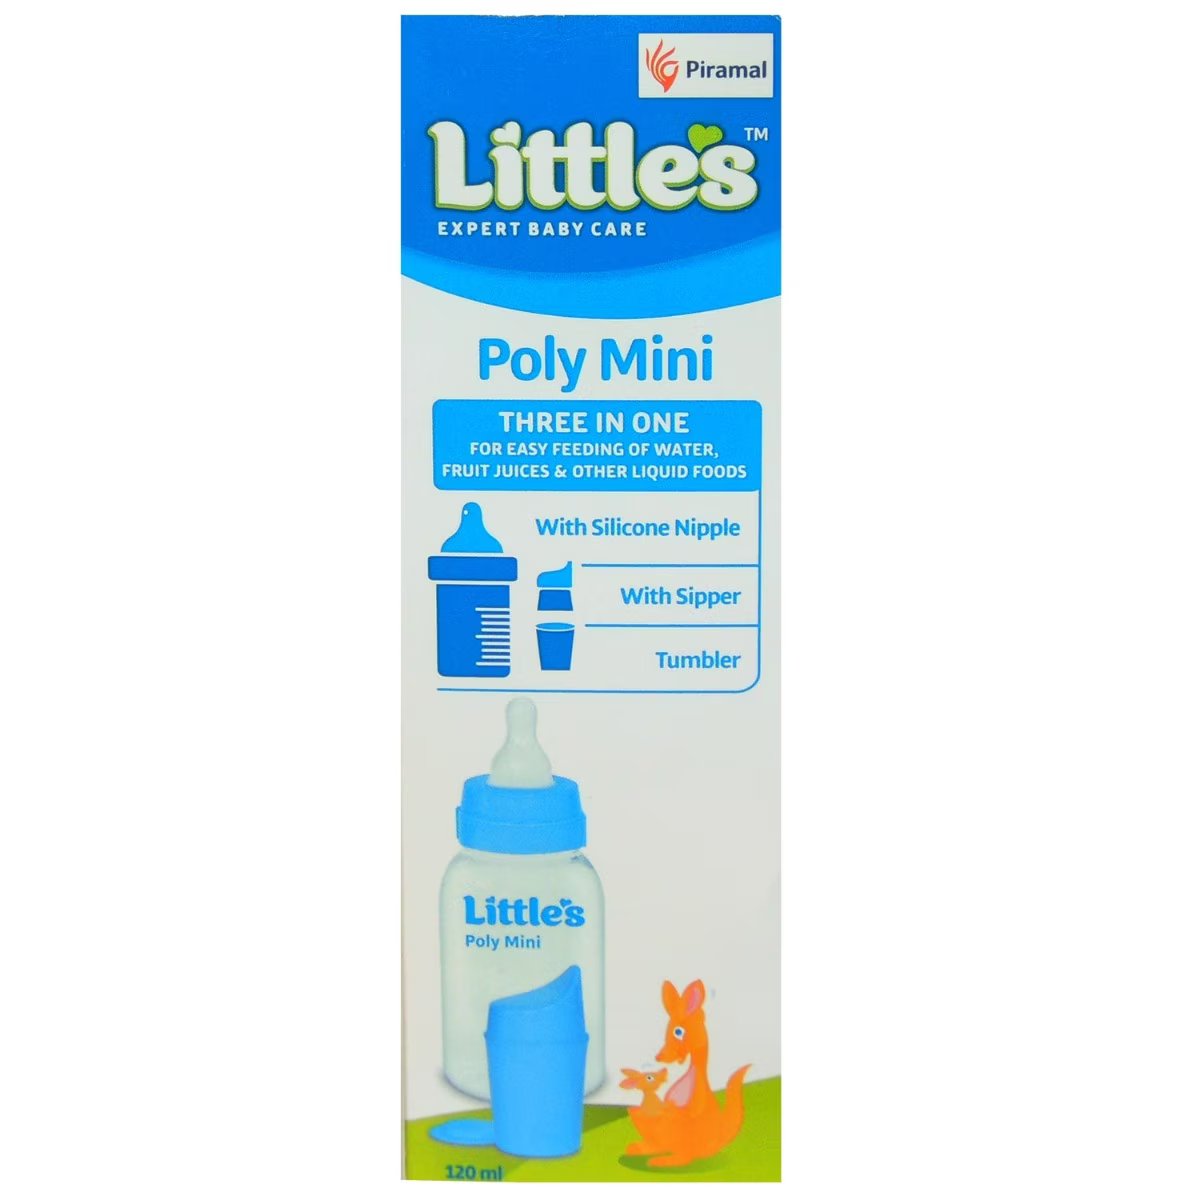 Piramal
Little's™
EXPERT BABY CARE
Poly Mini
THREE IN ONE
FOR EASY FEEDING OF WATER,
FRUIT JUICES & OTHER LIQUID FOODS
With Silicone Nipple
With Sipper
Tumbler
Little's
Poly Mini
120 ml